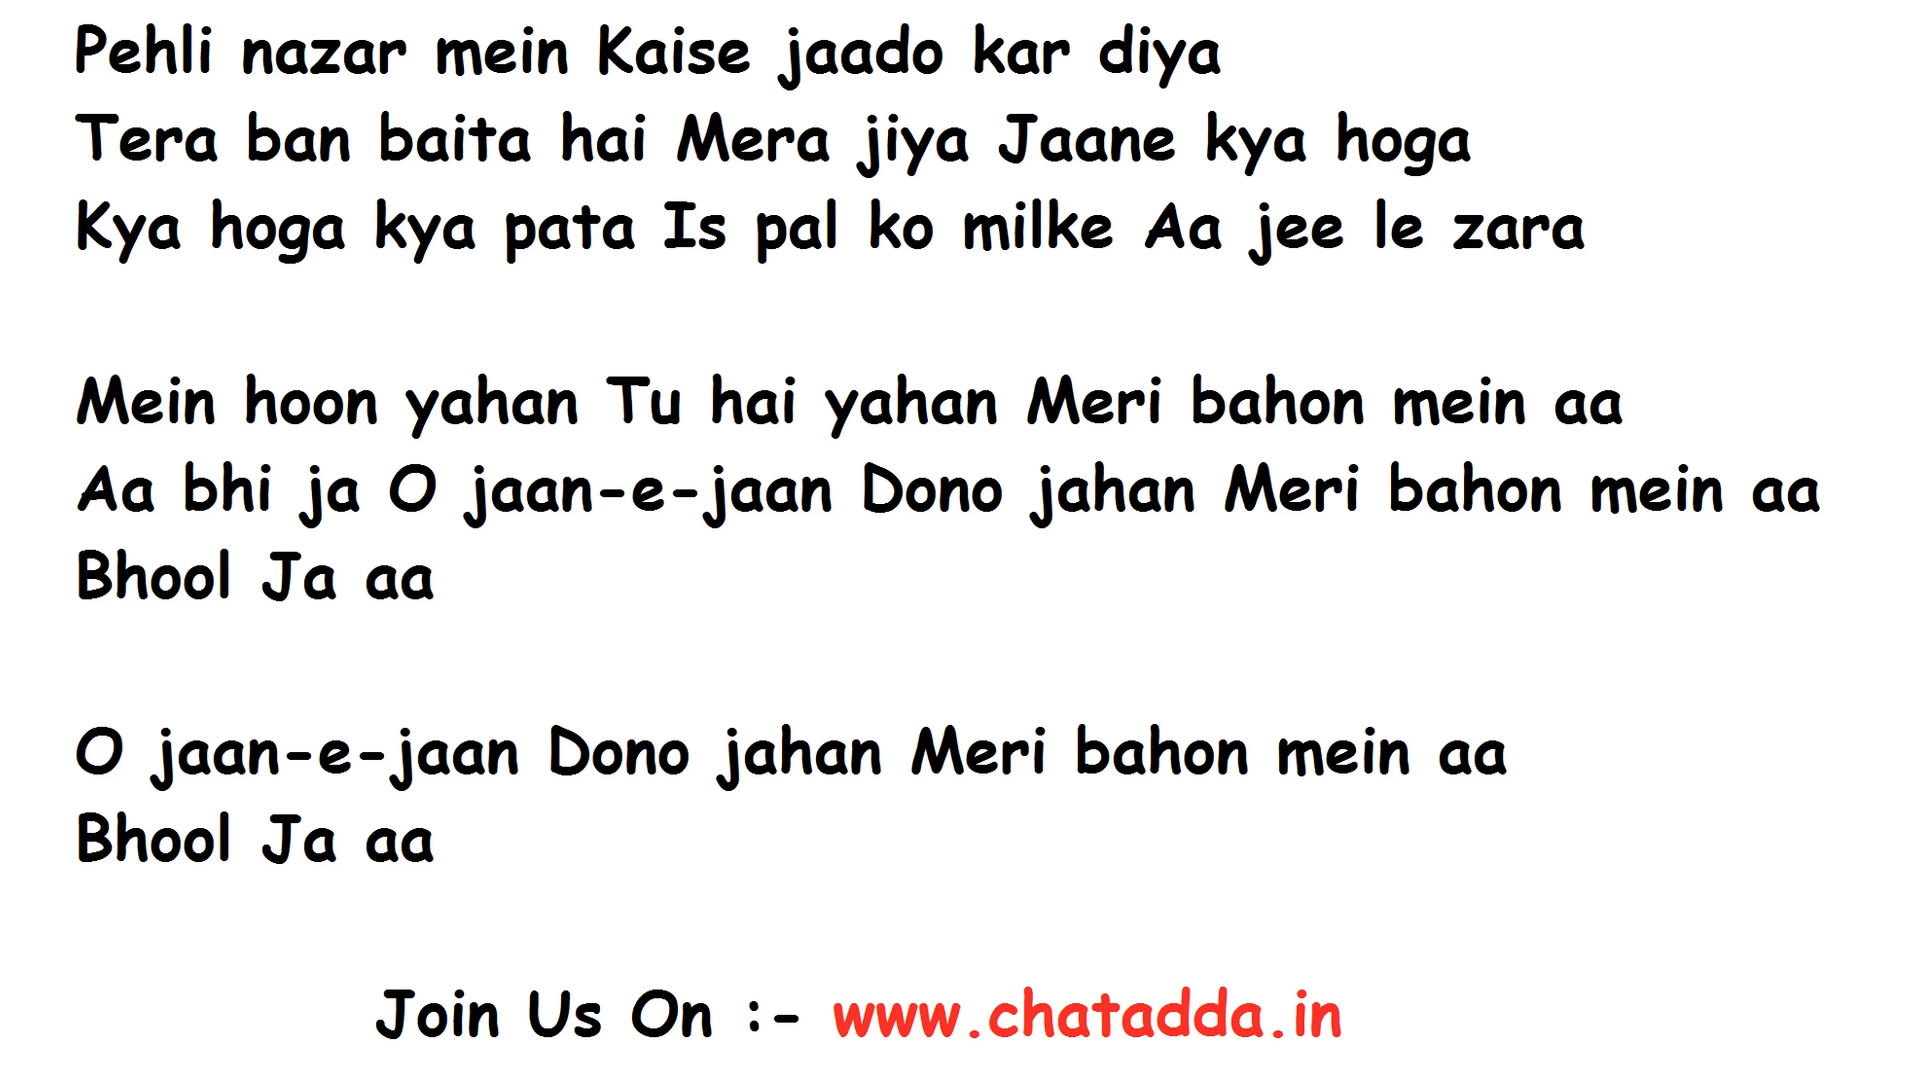 Pehli nazar mein Kaise jaado kar diya
Tera ban baita hai Mera jiya Jaane kya hoga
Kya hoga kya pata Is pal ko milke Aa jee le zara
Mein hoon yahan Tu hai yahan Meri bahon mein aa
Aa bhi ja O jaan-e-jaan Dono jahan Meri bahon mein aa
Bhool Ja aa
O jaan-e-jaan Dono jahan Meri bahon mein aa
Bhool Ja aa
Join Us On :- www.chatadda.in